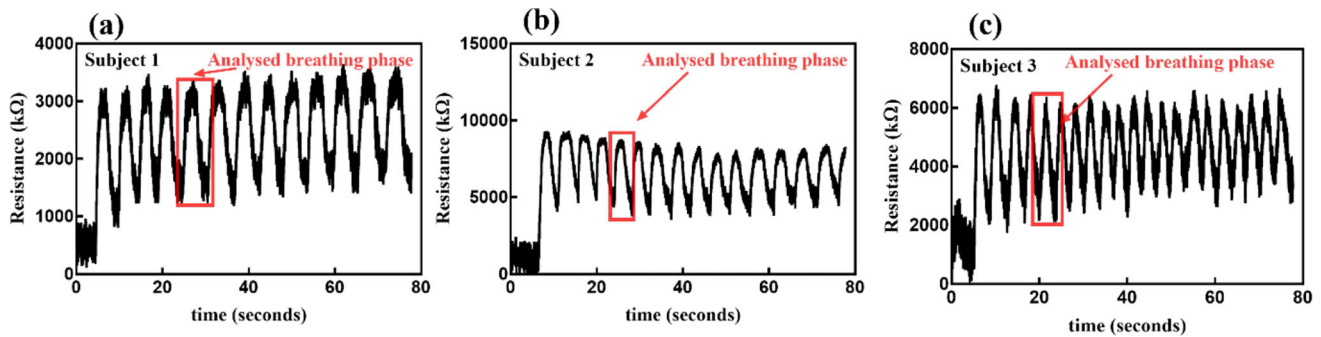 (a)
Subject 1
Analysed breathing phase
4000
3000
2000
1000
0
Resistance (kΩ)
0 20 40 60 80
time (seconds)
(b)
Subject 2
Analysed breathing phase
15000
10000
5000
0
Resistance (kΩ)
0 20 40 60 80
time (seconds)
(c)
Subject 3
Analysed breathing phase
8000
6000
4000
2000
0
Resistance (kΩ)
0 20 40 60 80
time (seconds)